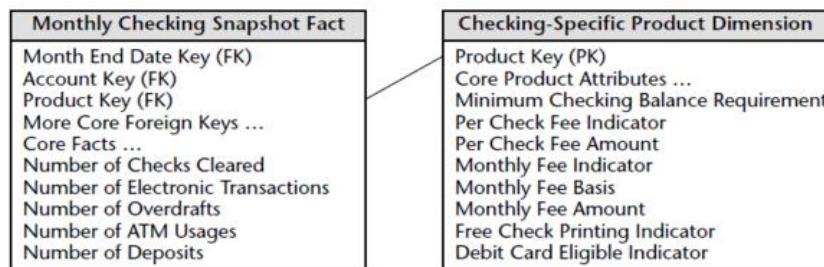 Monthly Checking Snapshot Fact
Month End Date Key (FK)
Account Key (FK)
Product Key (FK)
More Core Foreign Keys ...
Core Facts ...
Number of Checks Cleared
Number of Electronic Transactions
Number of Overdrafts
Number of ATM Usages
Number of Deposits
Checking-Specific Product Dimension
Product Key (PK)
Core Product Attributes ...
Minimum Checking Balance Requirement
Per Check Fee Indicator
Per Check Fee Amount
Monthly Fee Indicator
Monthly Fee Basis
Monthly Fee Amount
Free Check Printing Indicator
Debit Card Eligible Indicator